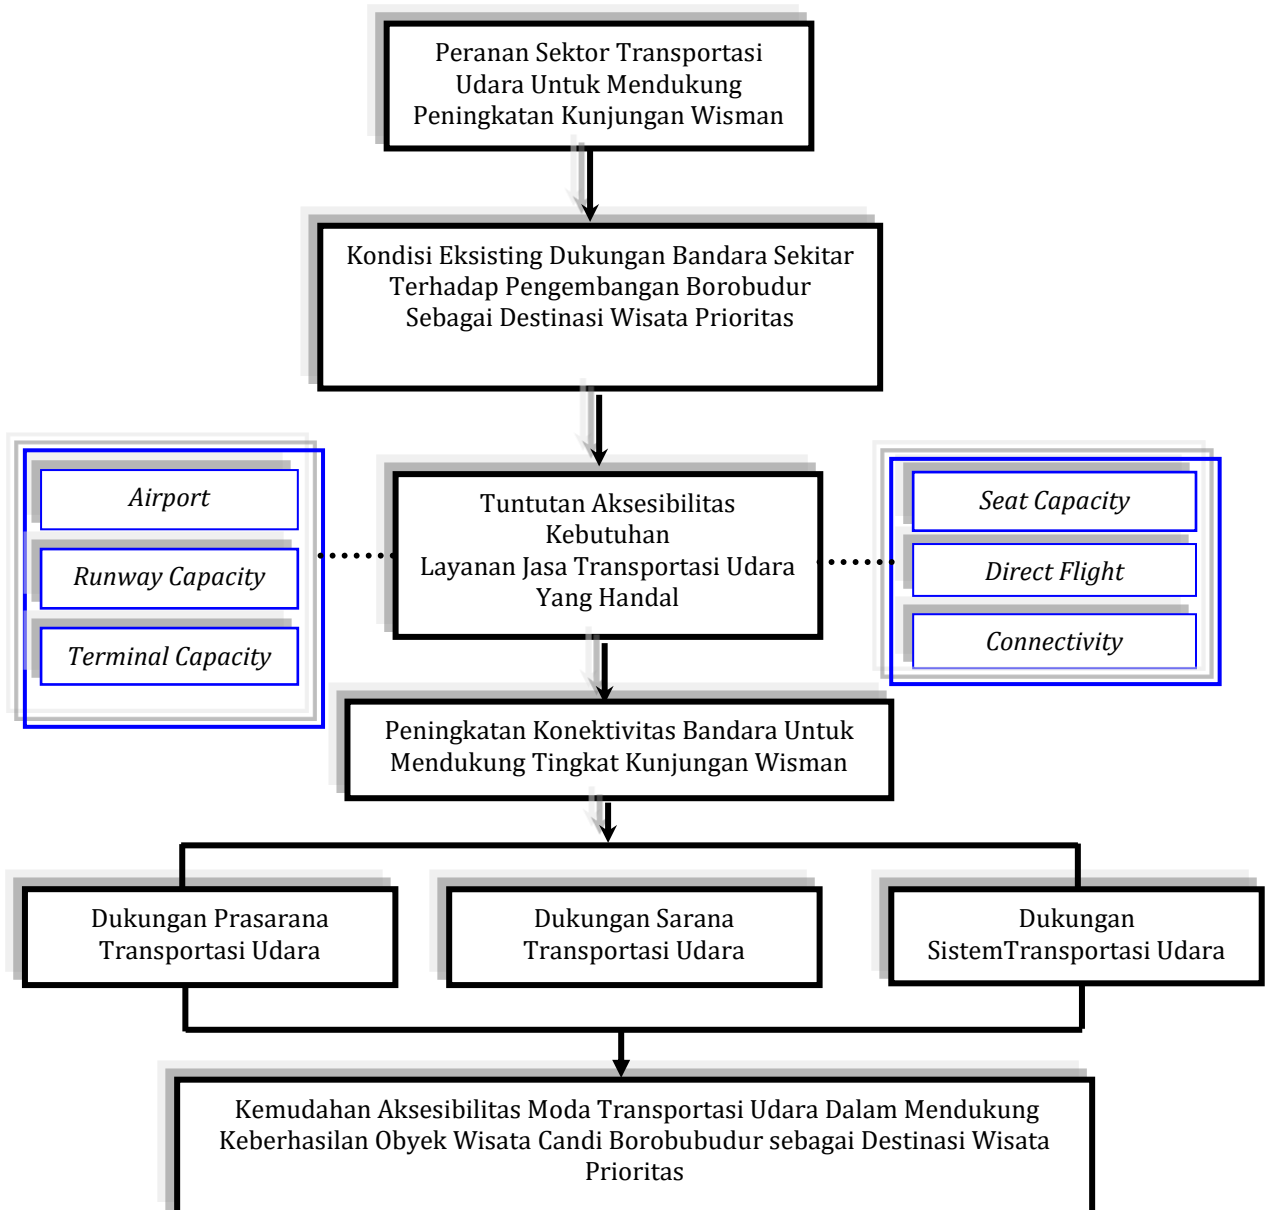 Peranan Sektor Transportasi
Udara Untuk Mendukung
Peningkatan Kunjungan Wisman
Kondisi Eksisting Dukungan Bandara Sekitar
Terhadap Pengembangan Borobudur
Sebagai Destinasi Wisata Prioritas
Airport
Runway Capacity
Terminal Capacity
Tuntutan Aksesibilitas
Kebutuhan
Layanan Jasa Transportasi Udara
Yang Handal
Seat Capacity
Direct Flight
Connectivity
Peningkatan Konektivitas Bandara Untuk
Mendukung Tingkat Kunjungan Wisman
Dukungan Prasarana
Transportasi Udara
Dukungan Sarana
Transportasi Udara
Dukungan
SistemTransportasi Udara
Kemudahan Aksesibilitas Moda Transportasi Udara Dalam Mendukung
Keberhasilan Obyek Wisata Candi Borobubudur sebagai Destinasi Wisata
Prioritas